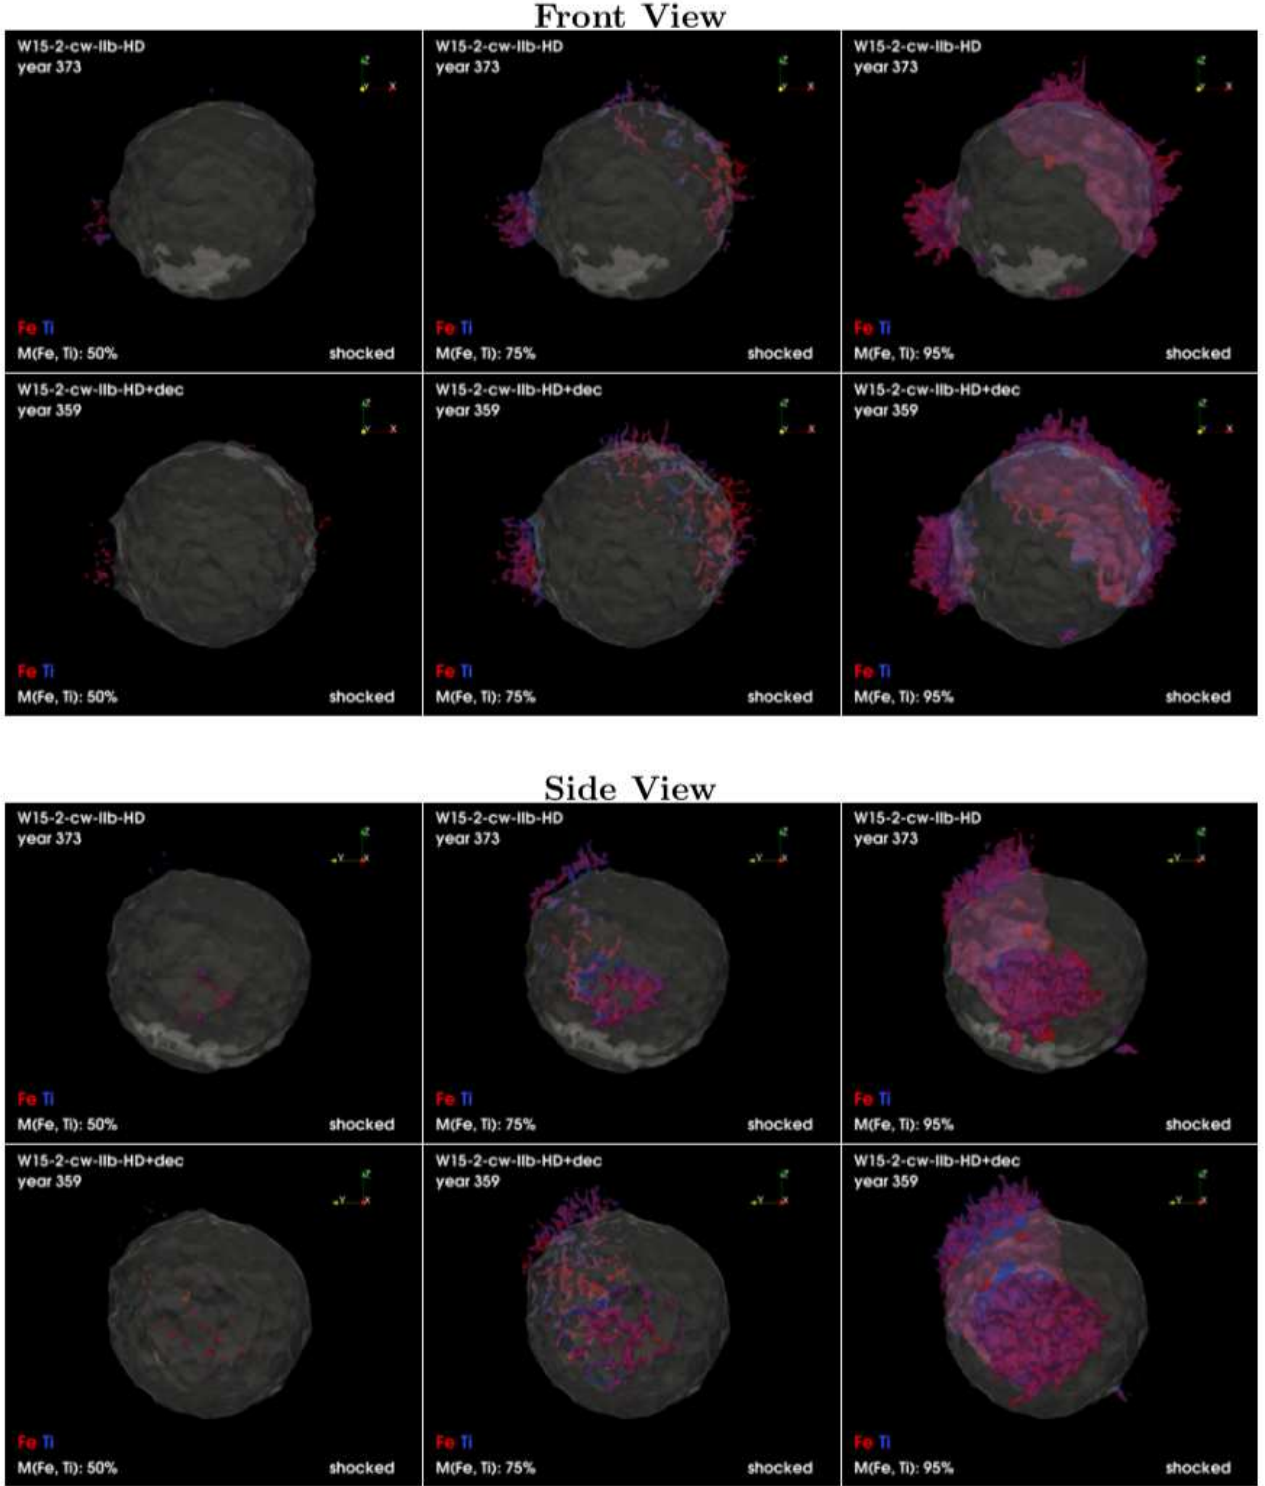 Front View
W15-2-cw-IIb-HD
year 373
Z
Y X
Fe Ti
M(Fe, Ti): 50%
shocked
W15-2-cw-IIb-HD
year 373
Z
Y X
Fe Ti
M(Fe, Ti): 75%
shocked
W15-2-cw-IIb-HD
year 373
Z
Y X
Fe Ti
M(Fe, Ti): 95%
shocked
W15-2-cw-IIb-HD+dec
year 359
Z
Y X
Fe Ti
M(Fe, Ti): 50%
shocked
W15-2-cw-IIb-HD+dec
year 359
Z
Y X
Fe Ti
M(Fe, Ti): 75%
shocked
W15-2-cw-IIb-HD+dec
year 359
Z
Y X
Fe Ti
M(Fe, Ti): 95%
shocked
Side View
W15-2-cw-IIb-HD
year 373
Z
Y X
Fe Ti
M(Fe, Ti): 50%
shocked
W15-2-cw-IIb-HD
year 373
Z
Y X
Fe Ti
M(Fe, Ti): 75%
shocked
W15-2-cw-IIb-HD
year 373
Z
Y X
Fe Ti
M(Fe, Ti): 95%
shocked
W15-2-cw-IIb-HD+dec
year 359
Z
Y X
Fe Ti
M(Fe, Ti): 50%
shocked
W15-2-cw-IIb-HD+dec
year 359
Z
Y X
Fe Ti
M(Fe, Ti): 75%
shocked
W15-2-cw-IIb-HD+dec
year 359
Z
Y X
Fe Ti
M(Fe, Ti): 95%
shocked